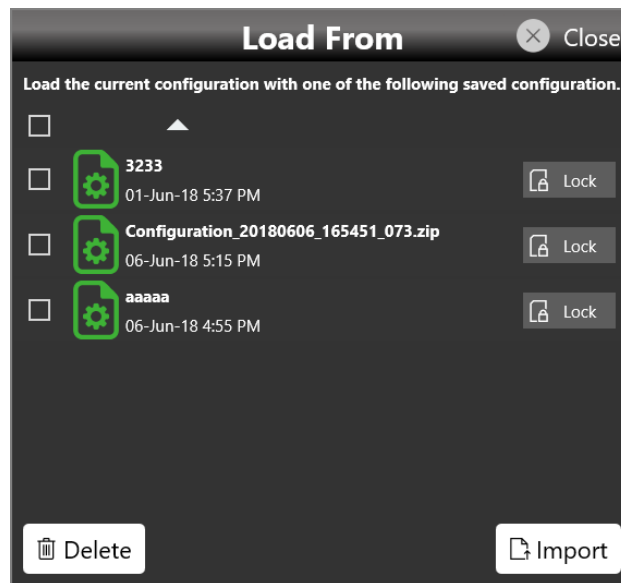 Load From
Close
Load the current configuration with one of the following saved configuration.
3233
01-Jun-18 5:37 PM
Lock
Configuration_20180606_165451_073.zip
06-Jun-18 5:15 PM
Lock
aaaaa
06-Jun-18 4:55 PM
Lock
Delete
Import